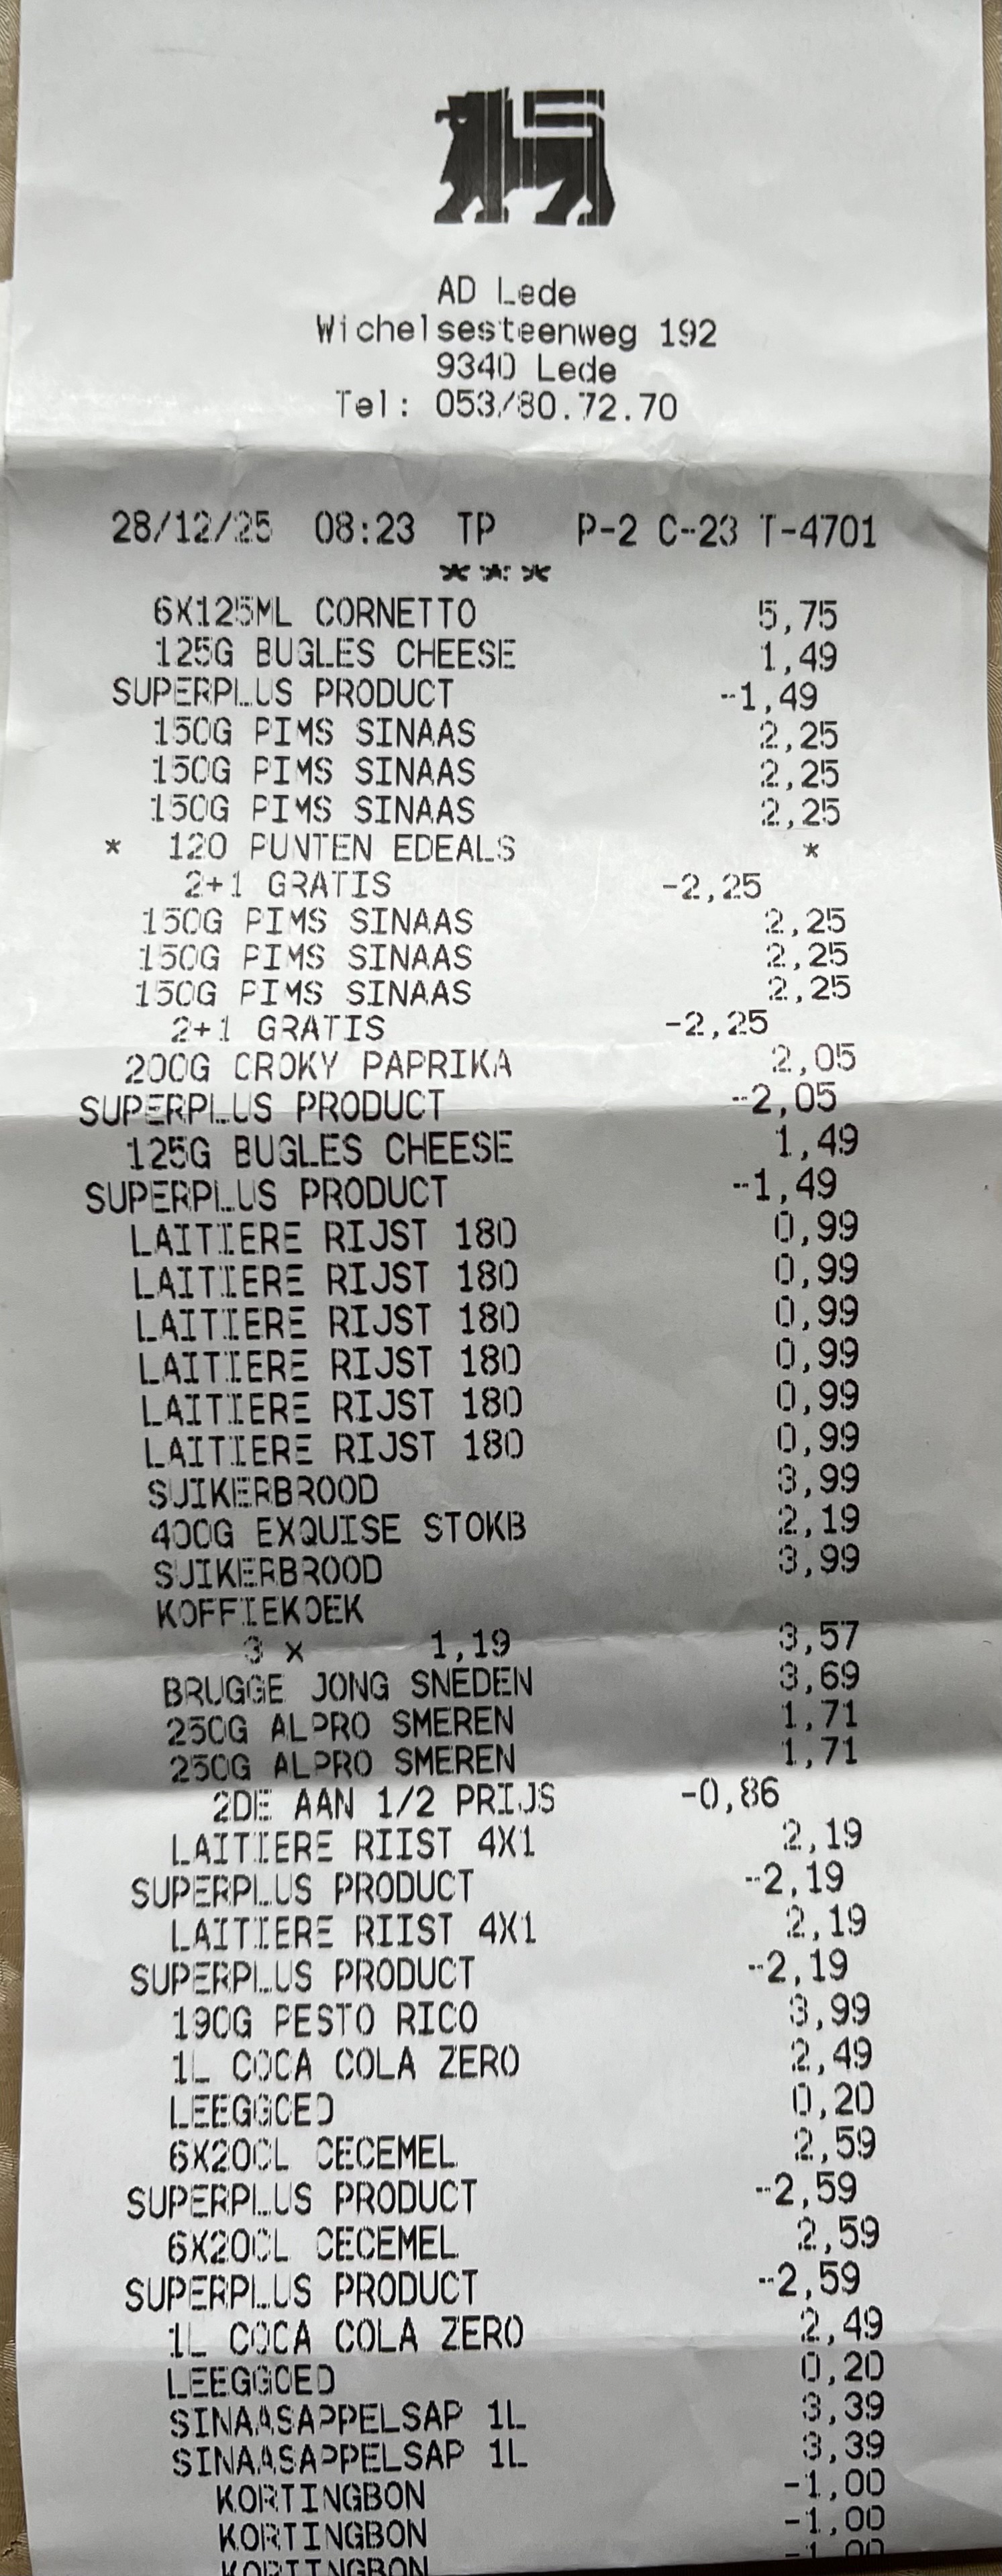 AD Lede
Wichelsesteenweg 192
9340 Lede
Tel: 053/80.72.70
28/12/25 08:23 TP P-2 C-23 T-4701
***
6X125ML CORNETTO 5,75
125G BUGLES CHEESE 1,49
SUPERPLUS PRODUCT -1,49
150G PIMS SINAAS 2,25
150G PIMS SINAAS 2,25
150G PIMS SINAAS 2,25
* 120 PUNTEN EDEALS *
2+1 GRATIS -2,25
150G PIMS SINAAS 2,25
150G PIMS SINAAS 2,25
150G PIMS SINAAS 2,25
2+1 GRATIS -2,25
200G CROKY PAPRIKA 2,05
SUPERPLUS PRODUCT -2,05
125G BUGLES CHEESE 1,49
SUPERPLUS PRODUCT -1,49
LAITIERE RIJST 180 0,99
LAITIERE RIJST 180 0,99
LAITIERE RIJST 180 0,99
LAITIERE RIJST 180 0,99
LAITIERE RIJST 180 0,99
LAITIERE RIJST 180 0,99
SUIKERBROOD 3,99
400G EXQUISE STOKB 2,19
SUIKERBROOD 3,99
KOFFIEKOEK
3 x 1,19 3,57
BRUGGE JONG SNEDEN 3,69
250G ALPRO SMEREN 1,71
250G ALPRO SMEREN 1,71
2DE AAN 1/2 PRIJS -0,86
LAITIERE RIIST 4X1 2,19
SUPERPLUS PRODUCT -2,19
LAITIERE RIIST 4X1 2,19
SUPERPLUS PRODUCT -2,19
190G PESTO RICO 3,99
1L COCA COLA ZERO 2,49
LEEGGOED 0,20
6X20CL CECEMEL 2,59
SUPERPLUS PRODUCT -2,59
6X20CL CECEMEL 2,59
SUPERPLUS PRODUCT -2,59
1L COCA COLA ZERO 2,49
LEEGGOED 0,20
SINAASAPPELSAP 1L 3,39
SINAASAPPELSAP 1L 3,39
KORTINGBON -1,00
KORTINGBON -1,00
KORTINGBON -1,00